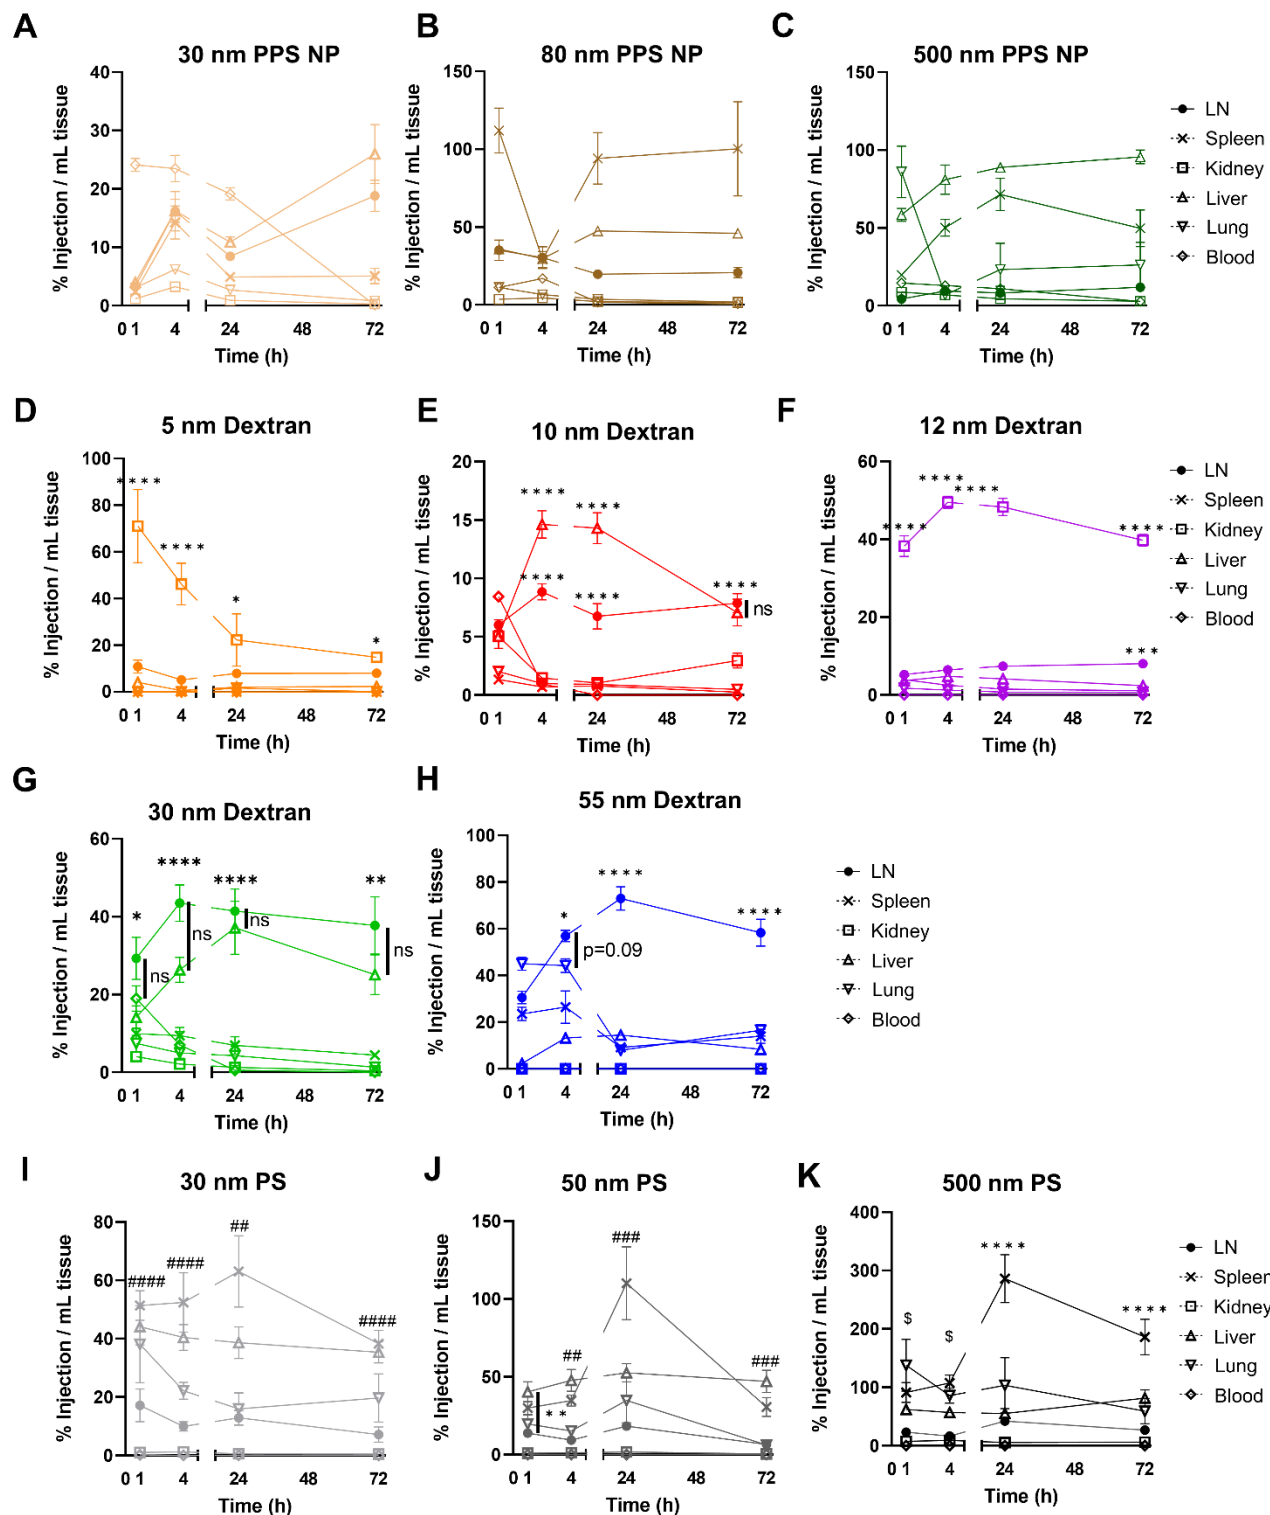 A
30 nm PPS NP
% Injection / mL tissue
40
30
20
10
0
0 1 4 24 48 72
Time (h)
B
80 nm PPS NP
% Injection / mL tissue
150
100
50
0
0 1 4 24 48 72
Time (h)
C
500 nm PPS NP
% Injection / mL tissue
150
100
50
0
0 1 4 24 48 72
Time (h)
LN
Spleen
Kidney
Liver
Lung
Blood
D
5 nm Dextran
% Injection / mL tissue
100
80
60
40
20
0
****
****
*
*
0 1 4 24 48 72
Time (h)
E
10 nm Dextran
% Injection / mL tissue
20
15
10
5
0
****
****
****
****
****
ns
0 1 4 24 48 72
Time (h)
F
12 nm Dextran
% Injection / mL tissue
60
40
20
0
****
****
****
****
***
0 1 4 24 48 72
Time (h)
LN
Spleen
Kidney
Liver
Lung
Blood
G
30 nm Dextran
% Injection / mL tissue
60
40
20
0
*
****
****
**
ns
ns
ns
ns
0 1 4 24 48 72
Time (h)
H
55 nm Dextran
% Injection / mL tissue
100
80
60
40
20
0
*
****
****
p=0.09
0 1 4 24 48 72
Time (h)
LN
Spleen
Kidney
Liver
Lung
Blood
I
30 nm PS
% Injection / mL tissue
80
60
40
20
0
####
####
##
####
0 1 4 24 48 72
Time (h)
J
50 nm PS
% Injection / mL tissue
150
100
50
0
**
##
###
###
0 1 4 24 48 72
Time (h)
K
500 nm PS
% Injection / mL tissue
400
300
200
100
0
$
$
****
****
0 1 4 24 48 72
Time (h)
LN
Spleen
Kidney
Liver
Lung
Blood